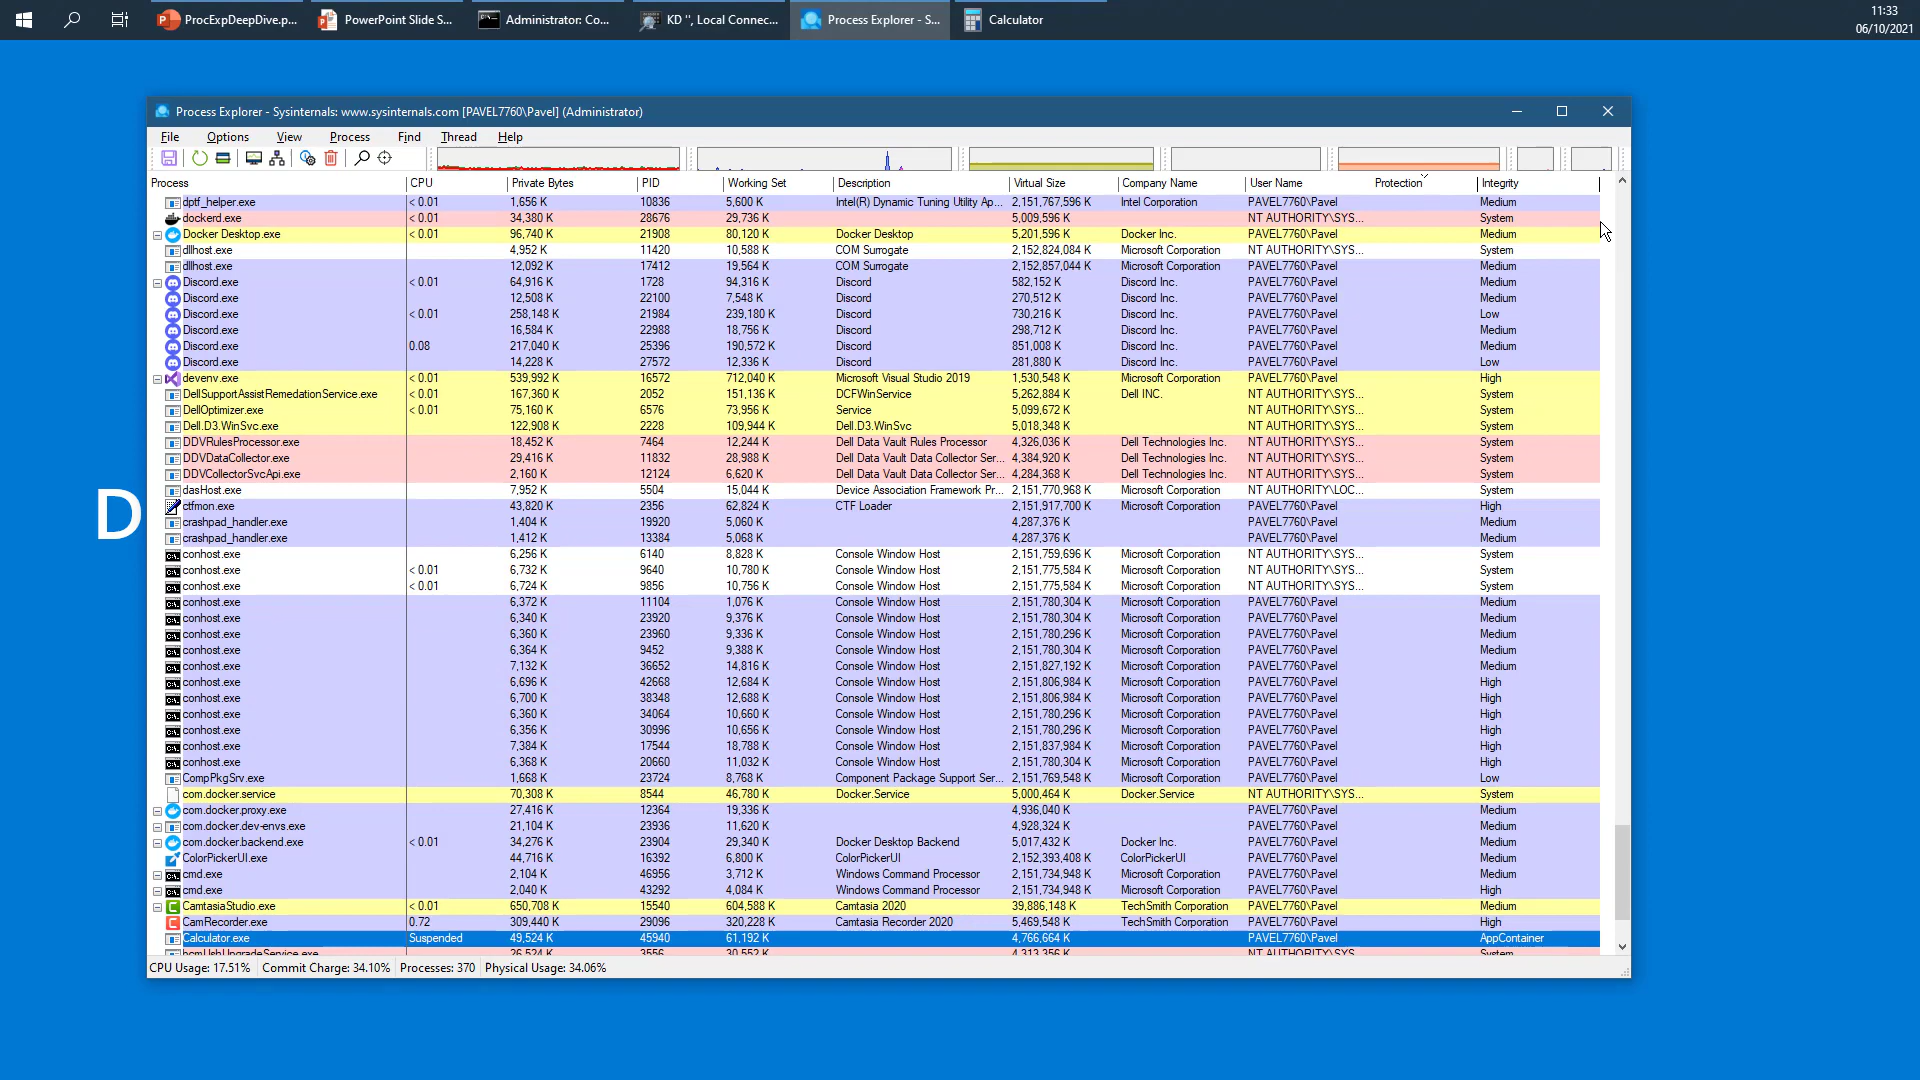 ProcExpDeepDive.p...
PowerPoint Slide S...
Administrator: Co...
KD '', Local Connec...
Process Explorer - S...
Calculator
11:33
06/10/2021
Process Explorer - Sysinternals: www.sysinternals.com [PAVEL7760\Pavel] (Administrator)
File Options View Process Find Thread Help
Process CPU Private Bytes PID Working Set Description Virtual Size Company Name User Name Protection Integrity
dptf_helper.exe < 0.01 1,656 K 10836 5,600 K Intel(R) Dynamic Tuning Utility Ap... 2,151,767,596 K Intel Corporation PAVEL7760\Pavel Medium
dockerd.exe < 0.01 34,380 K 28676 29,736 K 5,009,596 K NT AUTHORITY\SYS... System
Docker Desktop.exe < 0.01 96,740 K 21908 80,120 K Docker Desktop 5,201,596 K Docker Inc. PAVEL7760\Pavel Medium
dllhost.exe 4,952 K 11420 10,588 K COM Surrogate 2,152,824,084 K Microsoft Corporation NT AUTHORITY\SYS... System
dllhost.exe 12,092 K 17412 19,564 K COM Surrogate 2,152,857,044 K Microsoft Corporation PAVEL7760\Pavel Medium
Discord.exe < 0.01 64,916 K 1728 94,316 K Discord 582,152 K Discord Inc. PAVEL7760\Pavel Medium
Discord.exe 12,508 K 22100 7,548 K Discord 270,512 K Discord Inc. PAVEL7760\Pavel Medium
Discord.exe < 0.01 258,148 K 21984 239,180 K Discord 730,216 K Discord Inc. PAVEL7760\Pavel Low
Discord.exe 16,584 K 22988 18,756 K Discord 298,712 K Discord Inc. PAVEL7760\Pavel Medium
Discord.exe 0.08 217,040 K 25396 190,572 K Discord 851,008 K Discord Inc. PAVEL7760\Pavel Medium
Discord.exe 14,228 K 27572 12,336 K Discord 281,880 K Discord Inc. PAVEL7760\Pavel Low
devenv.exe < 0.01 539,992 K 16572 712,040 K Microsoft Visual Studio 2019 1,530,548 K Microsoft Corporation PAVEL7760\Pavel High
DellSupportAssistRemedationService.exe < 0.01 167,360 K 2052 151,136 K DCFWinService 5,262,884 K Dell INC. NT AUTHORITY\SYS... System
DellOptimizer.exe < 0.01 75,160 K 6576 73,956 K Service 5,099,672 K NT AUTHORITY\SYS... System
Dell.D3.WinSvc.exe 122,908 K 2228 109,944 K Dell.D3.WinSvc 5,018,348 K NT AUTHORITY\SYS... System
DDVRulesProcessor.exe 18,452 K 7464 12,244 K Dell Data Vault Rules Processor 4,326,036 K Dell Technologies Inc. NT AUTHORITY\SYS... System
DDVDataCollector.exe 29,416 K 11832 28,988 K Dell Data Vault Data Collector Ser... 4,384,920 K Dell Technologies Inc. NT AUTHORITY\SYS... System
DDVCollectorSvcApi.exe 2,160 K 12124 6,620 K Dell Data Vault Data Collector Ser... 4,284,368 K Dell Technologies Inc. NT AUTHORITY\SYS... System
dasHost.exe 7,952 K 5504 15,044 K Device Association Framework Pr... 2,151,770,968 K Microsoft Corporation NT AUTHORITY\LOC... System
D
ctfmon.exe 43,820 K 2356 62,824 K CTF Loader 2,151,917,700 K Microsoft Corporation PAVEL7760\Pavel High
crashpad_handler.exe 1,404 K 19920 5,060 K 4,287,376 K PAVEL7760\Pavel Medium
crashpad_handler.exe 1,412 K 13384 5,068 K 4,287,376 K PAVEL7760\Pavel Medium
conhost.exe 6,256 K 6140 8,828 K Console Window Host 2,151,759,696 K Microsoft Corporation NT AUTHORITY\SYS... System
conhost.exe < 0.01 6,732 K 9640 10,780 K Console Window Host 2,151,775,584 K Microsoft Corporation NT AUTHORITY\SYS... System
conhost.exe < 0.01 6,724 K 9856 10,756 K Console Window Host 2,151,775,584 K Microsoft Corporation NT AUTHORITY\SYS... System
conhost.exe 6,372 K 11104 1,076 K Console Window Host 2,151,780,304 K Microsoft Corporation PAVEL7760\Pavel Medium
conhost.exe 6,340 K 23920 9,376 K Console Window Host 2,151,780,304 K Microsoft Corporation PAVEL7760\Pavel Medium
conhost.exe 6,360 K 23960 9,336 K Console Window Host 2,151,780,296 K Microsoft Corporation PAVEL7760\Pavel Medium
conhost.exe 6,364 K 9452 9,388 K Console Window Host 2,151,780,304 K Microsoft Corporation PAVEL7760\Pavel Medium
conhost.exe 7,132 K 36652 14,816 K Console Window Host 2,151,827,192 K Microsoft Corporation PAVEL7760\Pavel Medium
conhost.exe 6,696 K 42668 12,684 K Console Window Host 2,151,806,984 K Microsoft Corporation PAVEL7760\Pavel High
conhost.exe 6,700 K 38348 12,688 K Console Window Host 2,151,806,984 K Microsoft Corporation PAVEL7760\Pavel High
conhost.exe 6,360 K 34064 10,660 K Console Window Host 2,151,780,296 K Microsoft Corporation PAVEL7760\Pavel High
conhost.exe 6,356 K 30996 10,656 K Console Window Host 2,151,780,296 K Microsoft Corporation PAVEL7760\Pavel High
conhost.exe 7,384 K 17544 18,788 K Console Window Host 2,151,837,984 K Microsoft Corporation PAVEL7760\Pavel High
conhost.exe 6,368 K 20660 11,032 K Console Window Host 2,151,780,304 K Microsoft Corporation PAVEL7760\Pavel High
CompPkgSrv.exe 1,668 K 23724 8,768 K Component Package Support Ser... 2,151,769,548 K Microsoft Corporation PAVEL7760\Pavel Low
com.docker.service 70,308 K 8544 46,780 K Docker.Service 5,000,464 K Docker.Service NT AUTHORITY\SYS... System
com.docker.proxy.exe 27,416 K 12364 19,336 K 4,936,040 K PAVEL7760\Pavel Medium
com.docker.dev-envs.exe 21,104 K 23936 11,620 K 4,928,324 K PAVEL7760\Pavel Medium
com.docker.backend.exe < 0.01 34,276 K 23904 29,340 K Docker Desktop Backend 5,017,432 K Docker Inc. PAVEL7760\Pavel Medium
ColorPickerUI.exe 44,716 K 16392 6,800 K ColorPickerUI 2,152,393,408 K ColorPickerUI PAVEL7760\Pavel Medium
cmd.exe 2,104 K 46956 3,712 K Windows Command Processor 2,151,734,948 K Microsoft Corporation PAVEL7760\Pavel Medium
cmd.exe 2,040 K 43292 4,084 K Windows Command Processor 2,151,734,948 K Microsoft Corporation PAVEL7760\Pavel High
CamtasiaStudio.exe < 0.01 650,708 K 15540 604,588 K Camtasia 2020 39,886,148 K TechSmith Corporation PAVEL7760\Pavel Medium
CamRecorder.exe 0.72 309,440 K 29096 320,228 K Camtasia Recorder 2020 5,469,548 K TechSmith Corporation PAVEL7760\Pavel High
Calculator.exe Suspended 49,524 K 45940 61,192 K 4,766,664 K PAVEL7760\Pavel AppContainer
bcmUshUpgradeService.exe 26,524 K 3556 30,552 K 4,313,356 K NT AUTHORITY\SYS... System
CPU Usage: 17.51% Commit Charge: 34.10% Processes: 370 Physical Usage: 34.06%